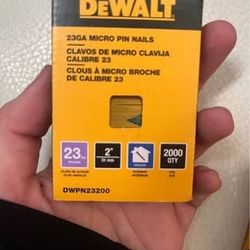 DEWALT
23GA MICRO PIN NAILS
CLAVOS DE MICRO CLAVIJA
CALIBRE 23
CLOUS À MICRO BROCHE
DE CALIBRE 23
23 2" 2000
51 mm QTY
DWPN23200